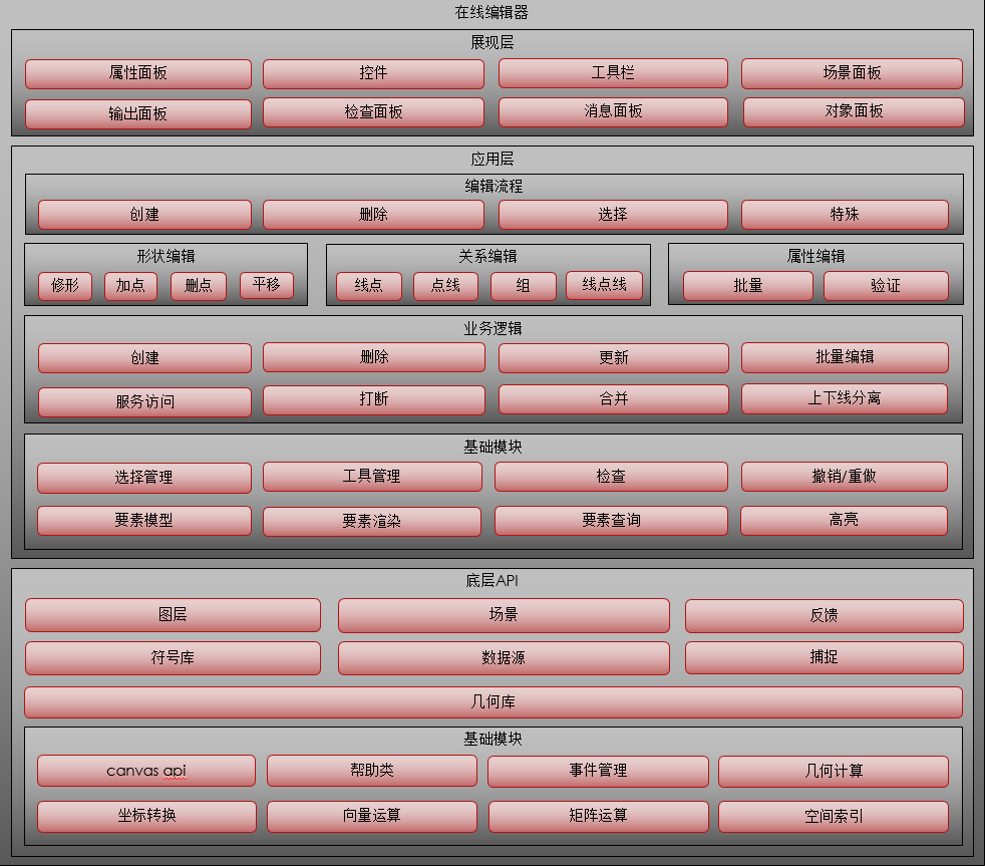 在线编辑器
展现层
属性面板 控件 工具栏 场景面板
输出面板 检查面板 消息面板 对象面板
应用层
编辑流程
创建 删除 选择 特殊
形状编辑 关系编辑 属性编辑
修形 加点 删点 平移 线点 点线 组 线点线 批量 验证
业务逻辑
创建 删除 更新 批量编辑
服务访问 打断 合并 上下线分离
基础模块
选择管理 工具管理 检查 撤销/重做
要素模型 要素渲染 要素查询 高亮
底层API
图层 场景 反馈
符号库 数据源 捕捉
几何库
基础模块
canvas api 帮助类 事件管理 几何计算
坐标转换 向量运算 矩阵运算 空间索引